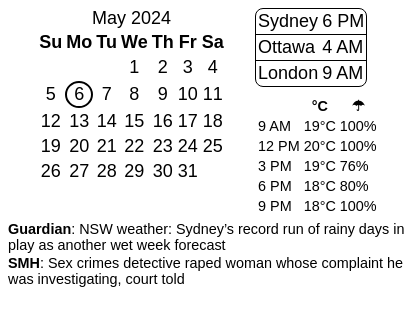 May 2024
Su Mo Tu We Th Fr Sa
1 2 3 4
5 6 7 8 9 10 11
12 13 14 15 16 17 18
19 20 21 22 23 24 25
26 27 28 29 30 31
Sydney 6 PM
Ottawa 4 AM
London 9 AM
°C ☂
9 AM 19°C 100%
12 PM 20°C 100%
3 PM 19°C 76%
6 PM 18°C 80%
9 PM 18°C 100%
Guardian: NSW weather: Sydney's record run of rainy days in
play as another wet week forecast
SMH: Sex crimes detective raped woman whose complaint he
was investigating, court told